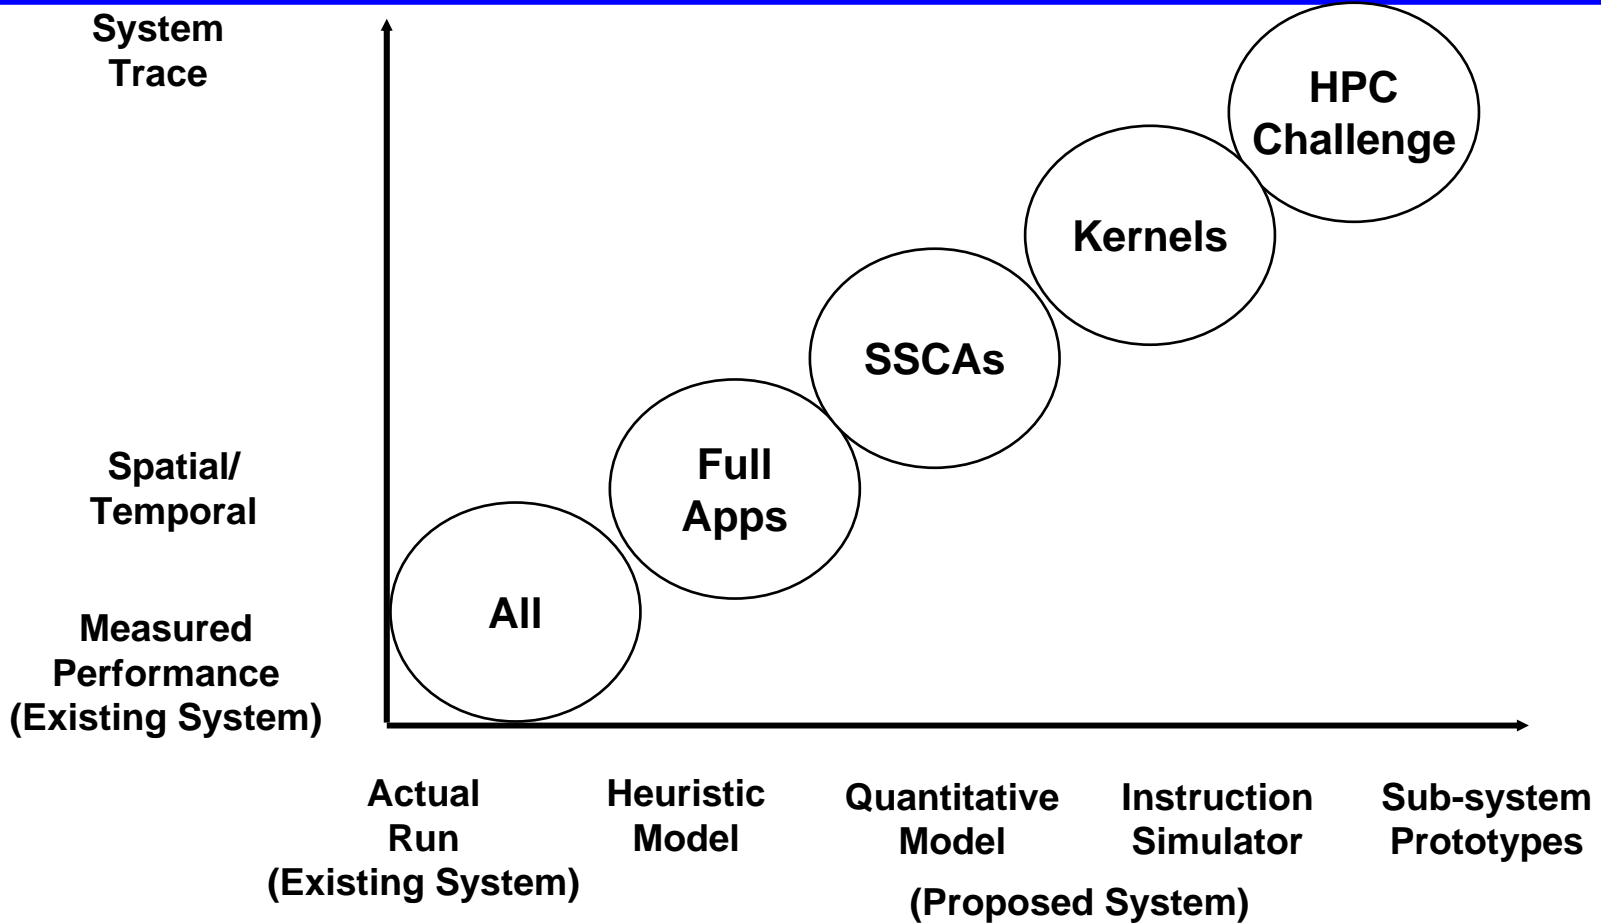 System
Trace
HPC
Challenge
Kernels
SSCAs
Spatial/
Temporal
Full
Apps
All
Measured
Performance
(Existing System)
Actual
Run
(Existing System)
Heuristic
Model
Quantitative
Model
Instruction
Simulator
Sub-system
Prototypes
(Proposed System)